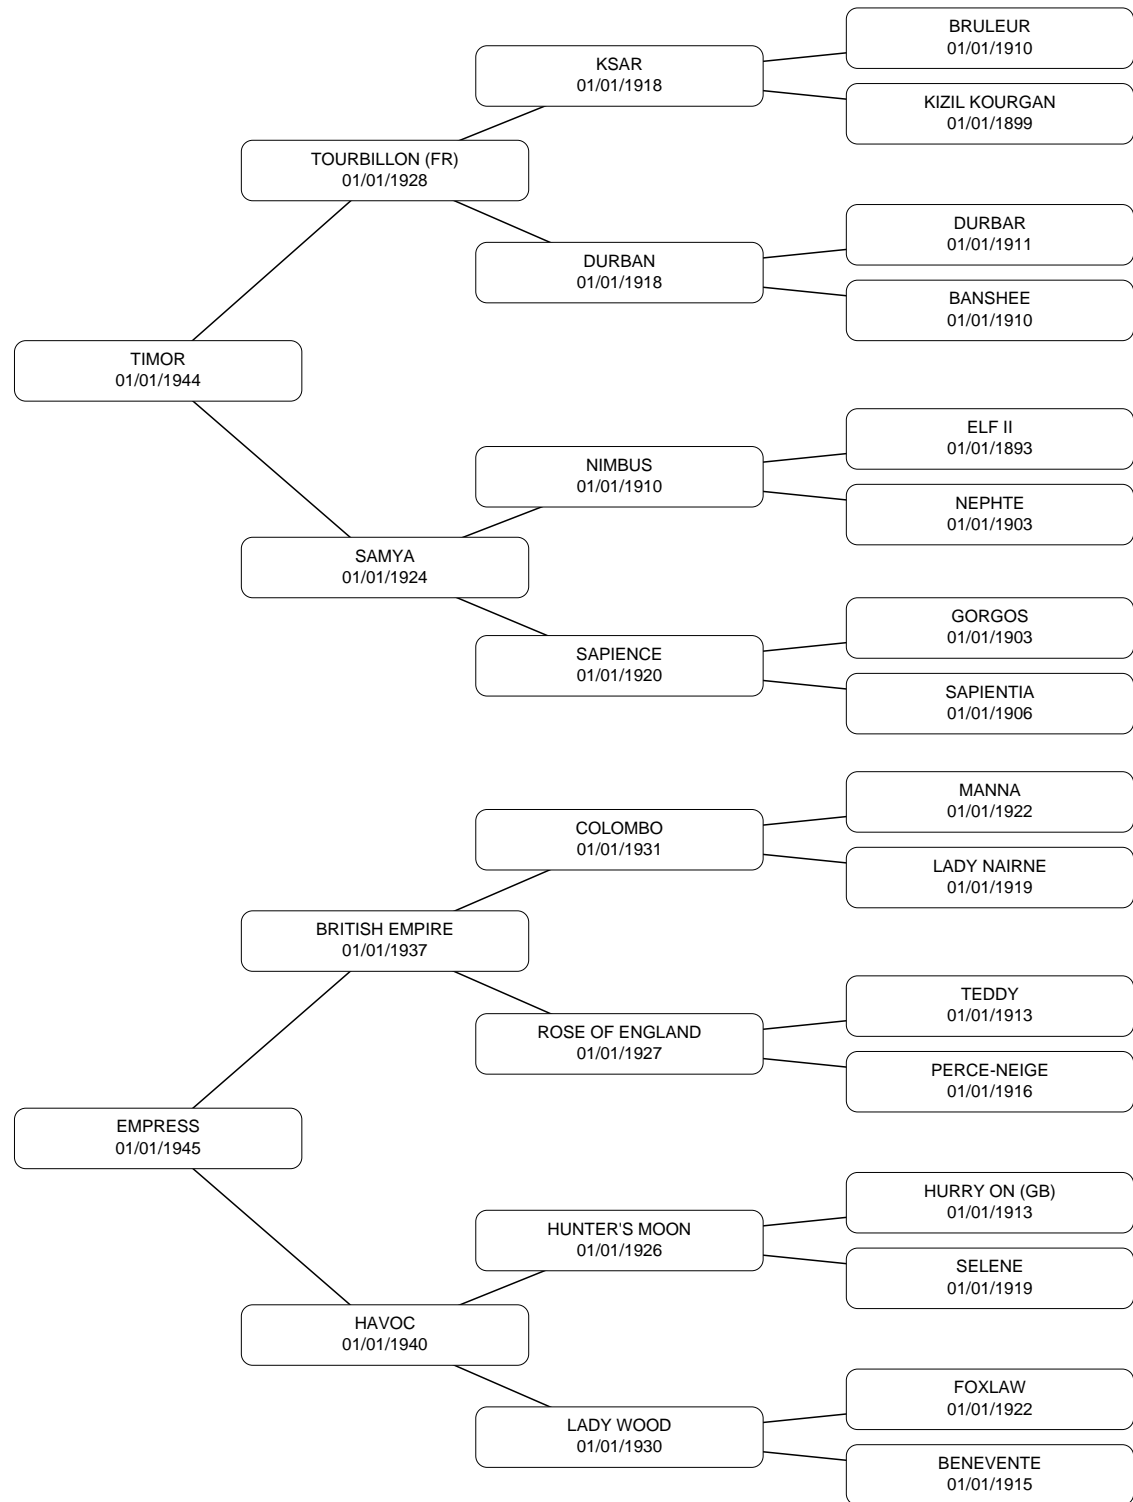 BRULEUR
01/01/1910
KSAR
01/01/1918
KIZIL KOURGAN
01/01/1899
TOURBILLON (FR)
01/01/1928
DURBAR
01/01/1911
DURBAN
01/01/1918
BANSHEE
01/01/1910
TIMOR
01/01/1944
ELF II
01/01/1893
NIMBUS
01/01/1910
NEPHTE
01/01/1903
SAMYA
01/01/1924
GORGOS
01/01/1903
SAPIENCE
01/01/1920
SAPIENTIA
01/01/1906
MANNA
01/01/1922
COLOMBO
01/01/1931
LADY NAIRNE
01/01/1919
BRITISH EMPIRE
01/01/1937
TEDDY
01/01/1913
ROSE OF ENGLAND
01/01/1927
PERCE-NEIGE
01/01/1916
EMPRESS
01/01/1945
HURRY ON (GB)
01/01/1913
HUNTER'S MOON
01/01/1926
SELENE
01/01/1919
HAVOC
01/01/1940
FOXLAW
01/01/1922
LADY WOOD
01/01/1930
BENEVENTE
01/01/1915